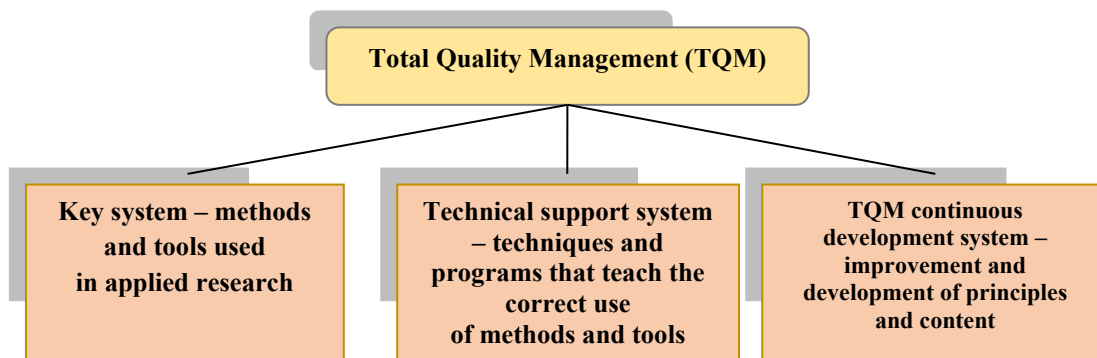 Total Quality Management (TQM)
Key system – methods
and tools used
in applied research
Technical support system
– techniques and
programs that teach the
correct use
of methods and tools
TQM continuous
development system –
improvement and
development of principles
and content